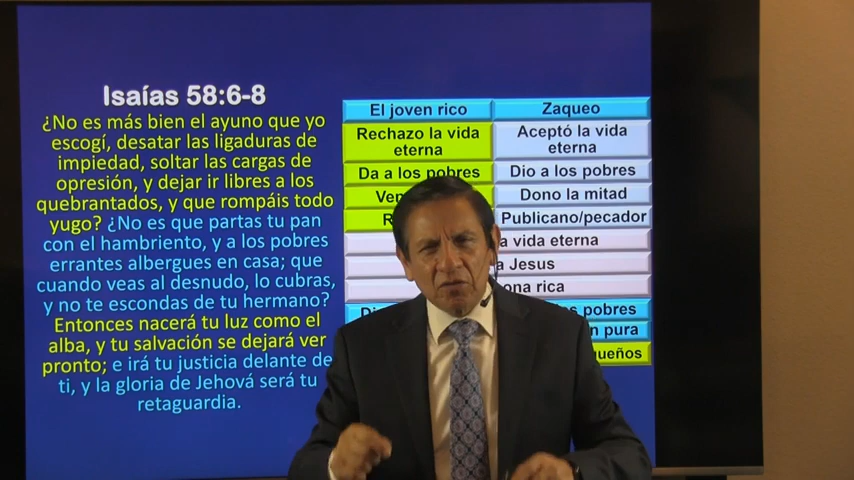 Isaías 58:6-8
¿No es más bien el ayuno que yo
escogí, desatar las ligaduras de
impiedad, soltar las cargas de
opresión, y dejar ir libres a los
quebrantados, y que rompáis todo
yugo? ¿No es que partas tu pan
con el hambriento, y a los pobres
errantes albergues en casa; que
cuando veas al desnudo, lo cubras,
y no te escondas de tu hermano?
Entonces nacerá tu luz como el
alba, y tu salvación se dejará ver
pronto; e irá tu justicia delante de
ti, y la gloria de Jehová será tu
retaguardia.
El joven rico
Zaqueo
Rechazo la vida
eterna
Aceptó la vida
eterna
Da a los pobres
Dio a los pobres
Dono la mitad
Publicano/pecador
a vida eterna
a Jesus
rica
pobres
pura